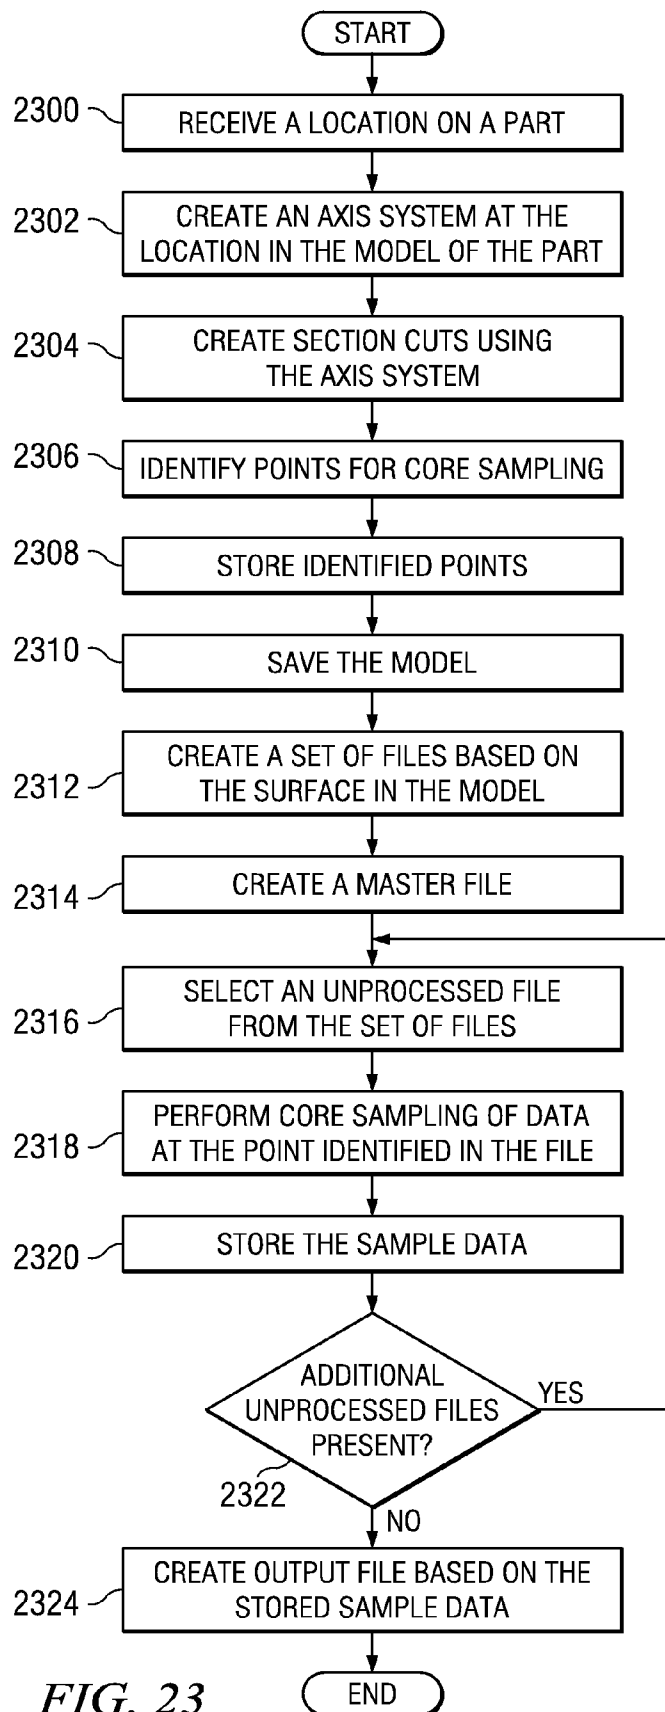 START
2300
RECEIVE A LOCATION ON A PART
2302
CREATE AN AXIS SYSTEM AT THE
LOCATION IN THE MODEL OF THE PART
2304
CREATE SECTION CUTS USING
THE AXIS SYSTEM
2306
IDENTIFY POINTS FOR CORE SAMPLING
2308
STORE IDENTIFIED POINTS
2310
SAVE THE MODEL
2312
CREATE A SET OF FILES BASED ON
THE SURFACE IN THE MODEL
2314
CREATE A MASTER FILE
2316
SELECT AN UNPROCESSED FILE
FROM THE SET OF FILES
2318
PERFORM CORE SAMPLING OF DATA
AT THE POINT IDENTIFIED IN THE FILE
2320
STORE THE SAMPLE DATA
ADDITIONAL
UNPROCESSED FILES
PRESENT?
YES
2322
NO
2324
CREATE OUTPUT FILE BASED ON THE
STORED SAMPLE DATA
FIG. 23
END